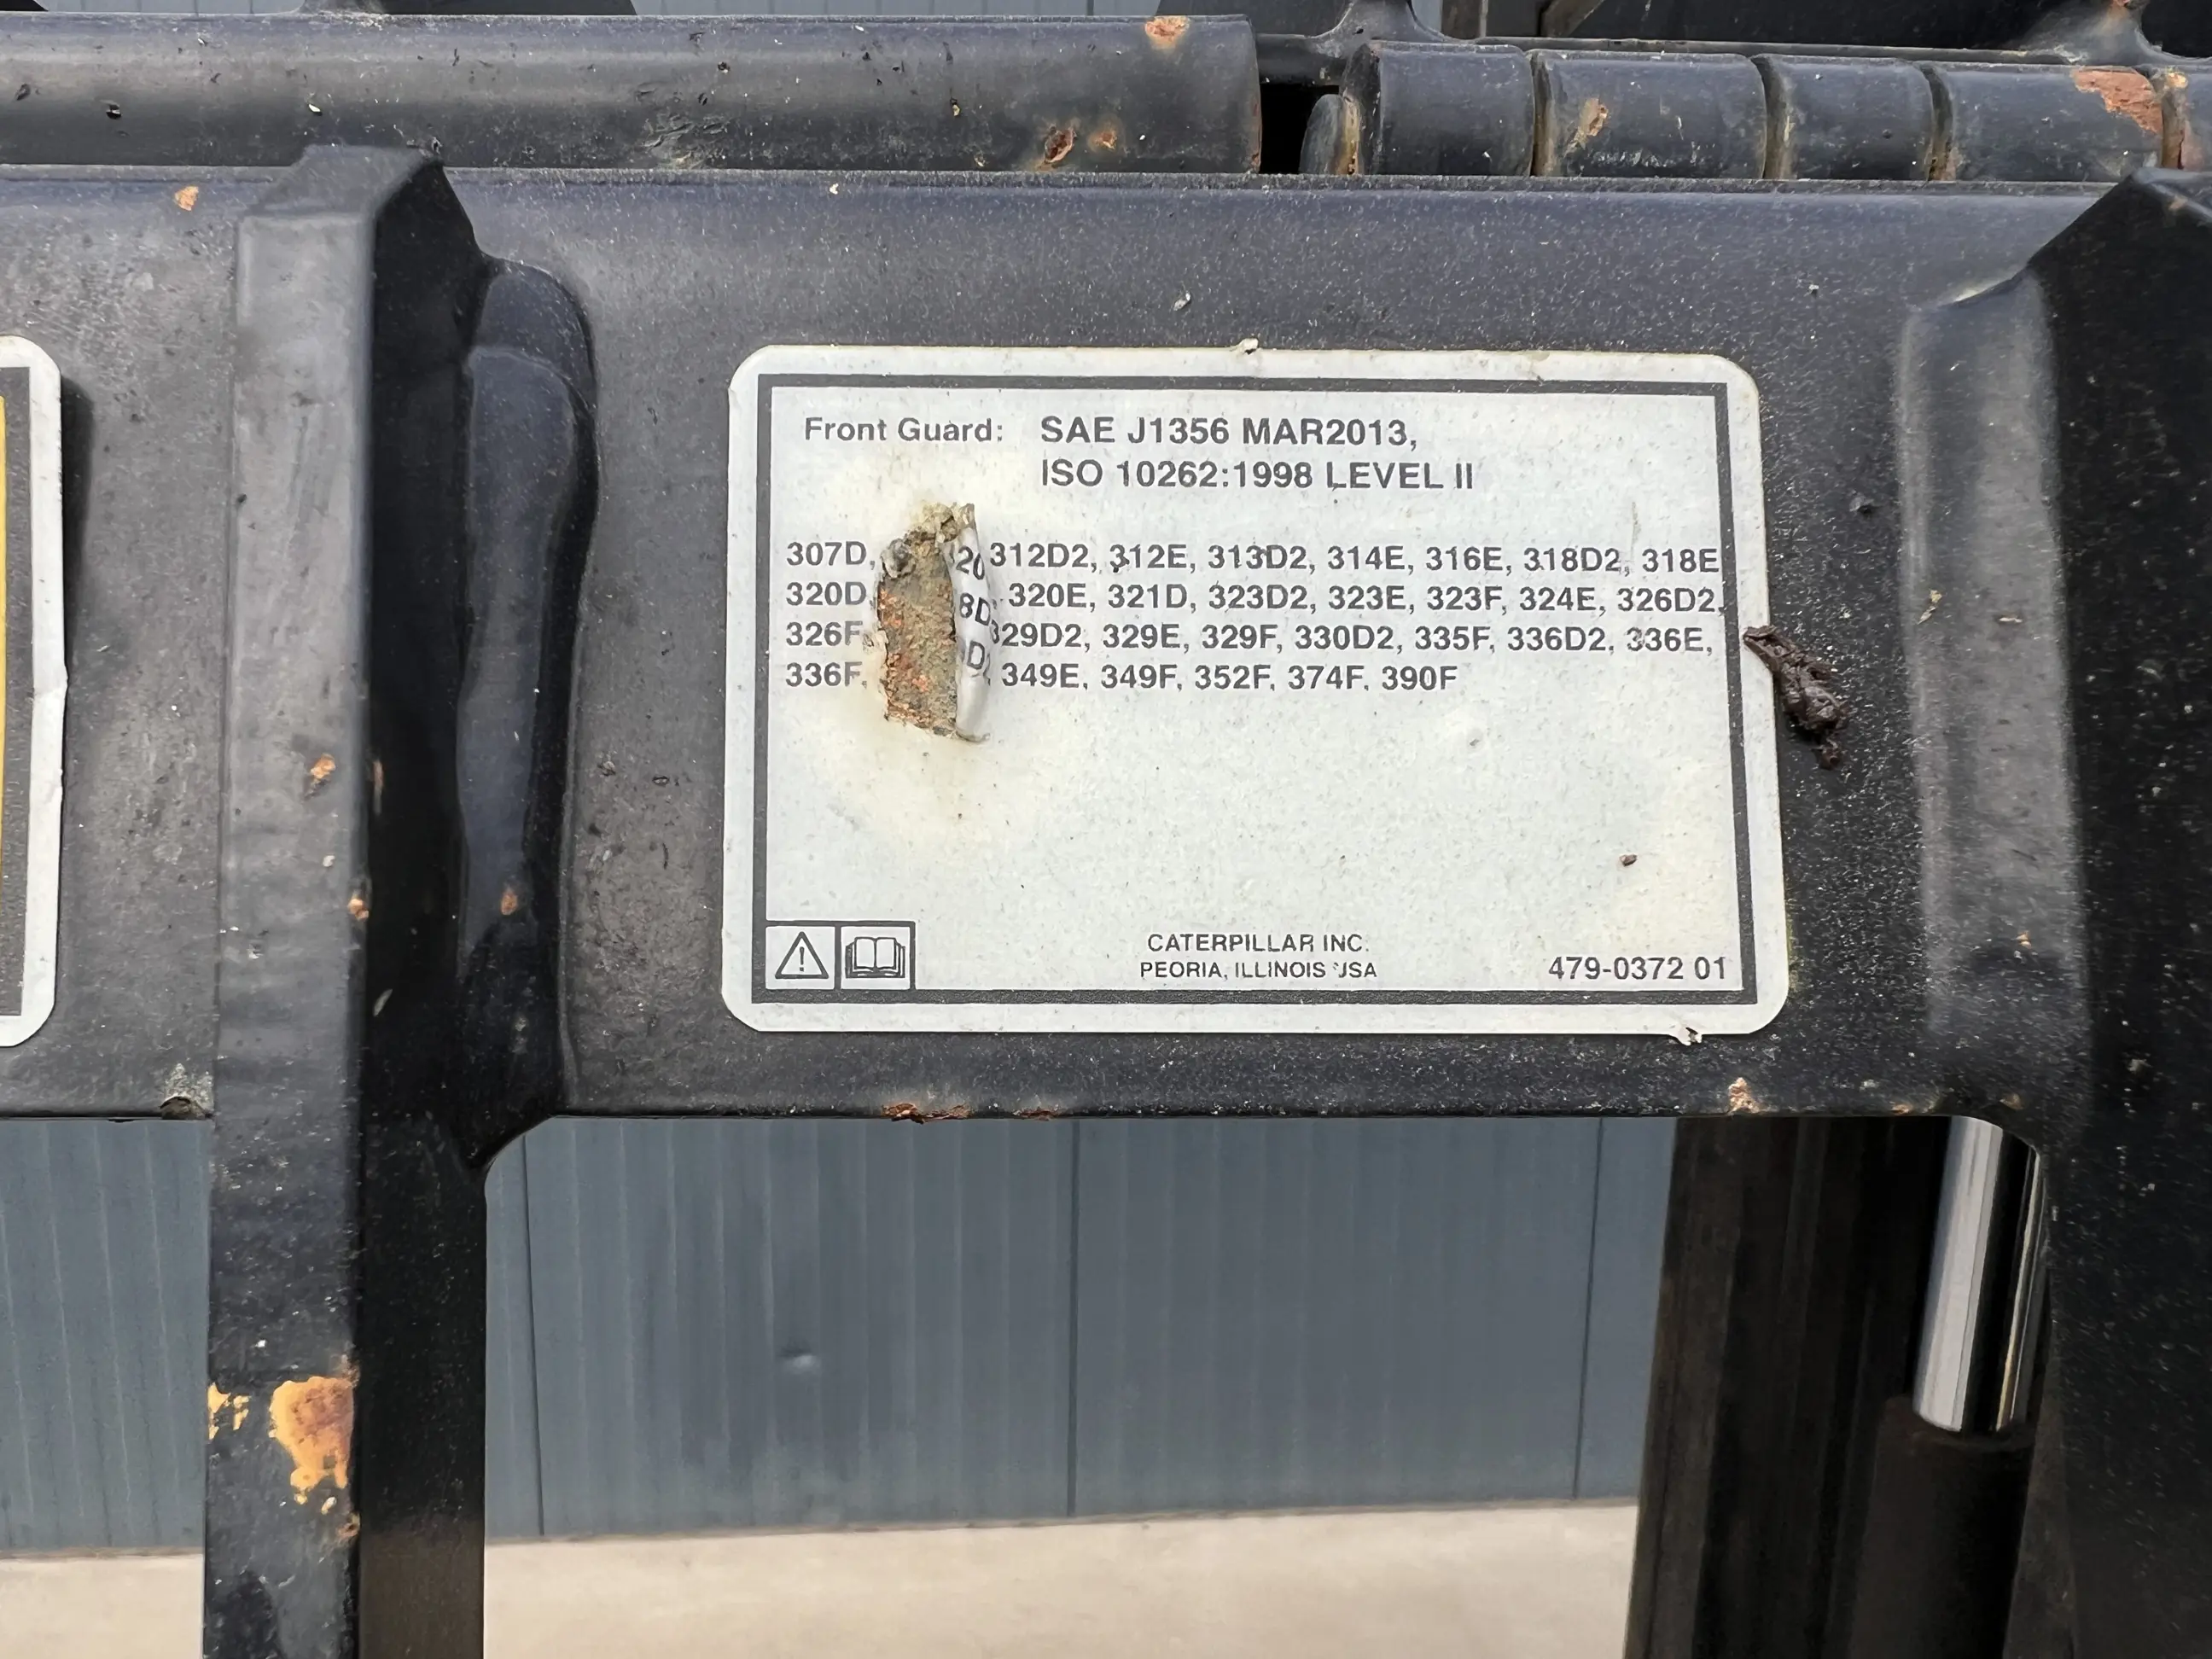 Front Guard: SAE J1356 MAR2013,
ISO 10262:1998 LEVEL II
307D, 312D2, 312E, 313D2, 314E, 316E, 318D2, 318E
320D 320E, 321D, 323D2, 323E, 323F, 324E, 326D2,
326F 329D2, 329E, 329F, 330D2, 335F, 336D2, 336E,
336F, 349E, 349F, 352F, 374F, 390F
CATERPILLAR INC.
PEORIA, ILLINOIS USA
479-0372 01